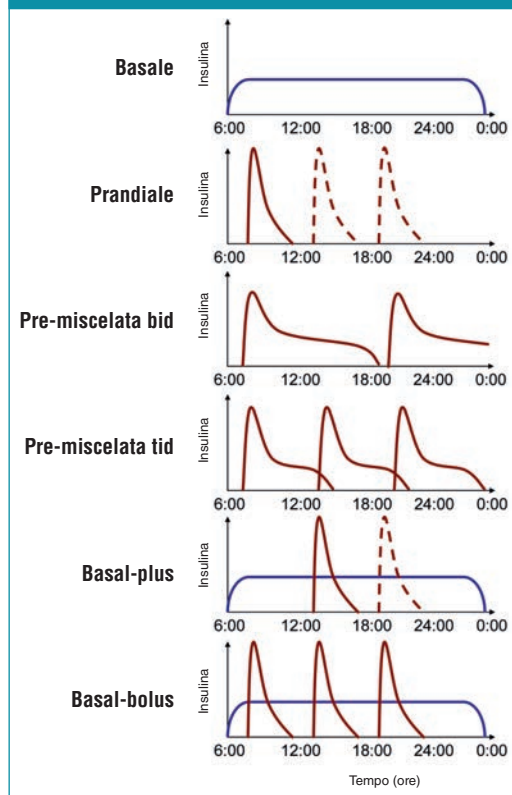 Basale
Insulina
6:00 12:00 18:00 24:00 0:00
Prandiale
Insulina
6:00 12:00 18:00 24:00 0:00
Pre-miscelata bid
Insulina
6:00 12:00 18:00 24:00 0:00
Pre-miscelata tid
Insulina
6:00 12:00 18:00 24:00 0:00
Basal-plus
Insulina
6:00 12:00 18:00 24:00 0:00
Basal-bolus
Insulina
6:00 12:00 18:00 24:00 0:00
Tempo (ore)